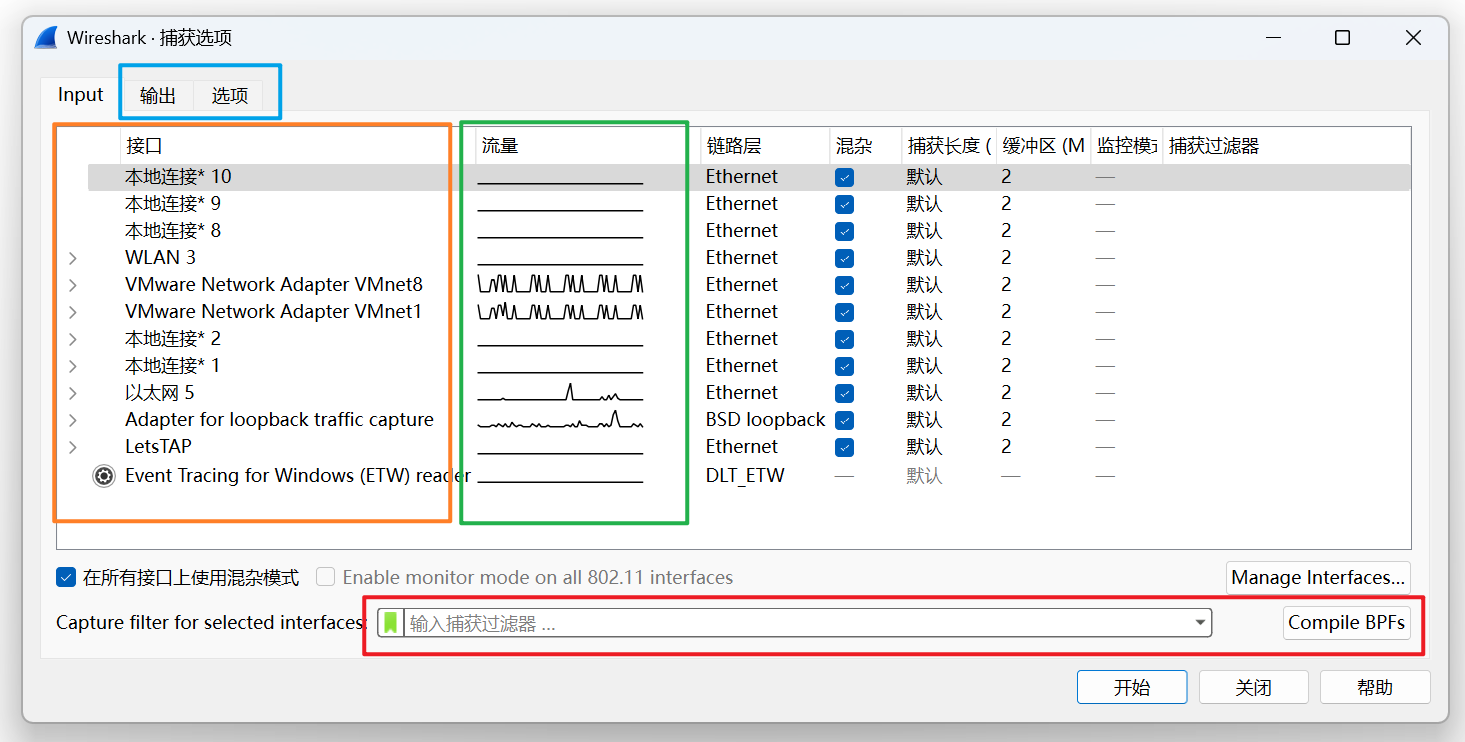 Wireshark · 捕获选项
Input 输出 选项
接口 流量 链路层 混杂 捕获长度 ( 缓冲区 (M 监控模 捕获过滤器
本地连接* 10 Ethernet 默认 2 —
本地连接* 9 Ethernet 默认 2 —
本地连接* 8 Ethernet 默认 2 —
WLAN 3 Ethernet 默认 2 —
VMware Network Adapter VMnet8 Ethernet 默认 2 —
VMware Network Adapter VMnet1 Ethernet 默认 2 —
本地连接* 2 Ethernet 默认 2 —
本地连接* 1 Ethernet 默认 2 —
以太网 5 Ethernet 默认 2 —
Adapter for loopback traffic capture BSD loopback 默认 2 —
LetsTAP Ethernet 默认 2 —
Event Tracing for Windows (ETW) reader DLT_ETW — 默认 — —
在所有接口上使用混杂模式 Enable monitor mode on all 802.11 interfaces Manage Interfaces...
Capture filter for selected interfaces: 输入捕获过滤器 ... Compile BPFs
开始 关闭 帮助